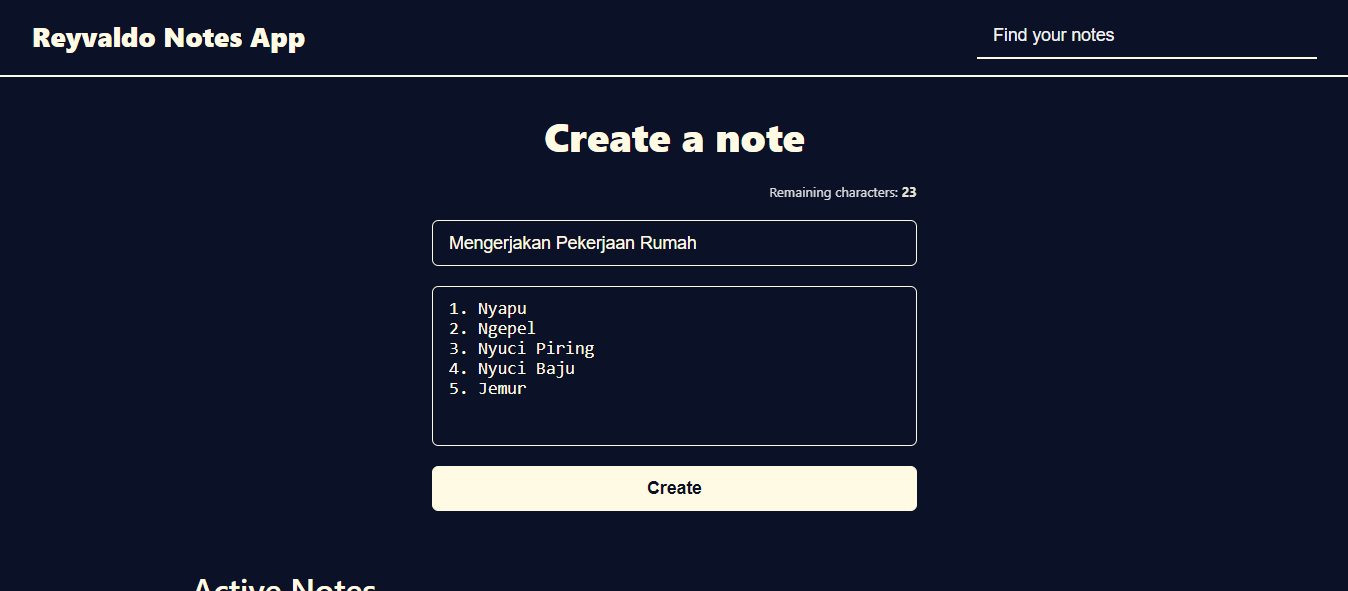 Reyvaldo Notes App
Find your notes
Create a note
Remaining characters: 23
Mengerjakan Pekerjaan Rumah
1. Nyapu
2. Ngepel
3. Nyuci Piring
4. Nyuci Baju
5. Jemur
Create
Active Notes